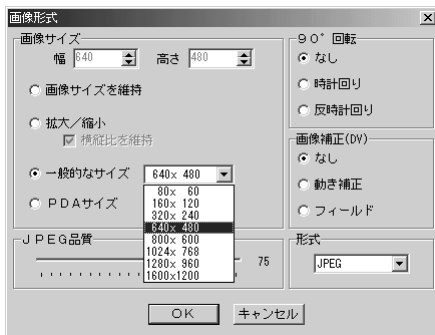 画像形式
画像サイズ
幅 640 高さ 480
画像サイズを維持
拡大／縮小
横縦比を維持
一般的なサイズ 640x 480
80x 60
160x 120
320x 240
640x 480
800x 600
1024x 768
1280x 960
1600x1200
PDAサイズ
JPEG品質
75
90° 回転
なし
時計回り
反時計回り
画像補正(DV)
なし
動き補正
フィールド
形式
JPEG
OK キャンセル